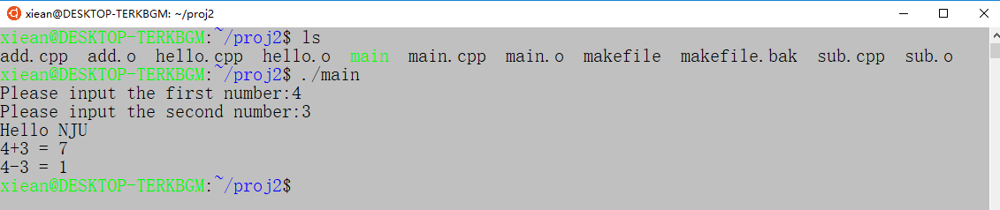 xiean@DESKTOP-TERKBGM: ~/proj2
xiean@DESKTOP-TERKBGM:~/proj2$ ls
add.cpp  add.o  hello.cpp  hello.o  main  main.cpp  main.o  makefile  makefile.bak  sub.cpp  sub.o
xiean@DESKTOP-TERKBGM:~/proj2$ ./main
Please input the first number:4
Please input the second number:3
Hello NJU
4+3 = 7
4-3 = 1
xiean@DESKTOP-TERKBGM:~/proj2$